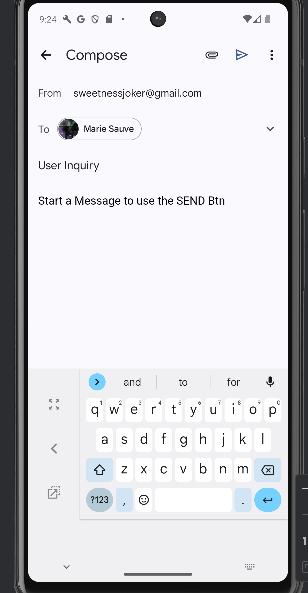 9:24
Compose
From sweetnessjoker@gmail.com
To Marie Sauve
User Inquiry
Start a Message to use the SEND Btn
and to for
q1 w2 e3 r4 t5 y6 u7 i8 o9 p0
a s d f g h j k l
z x c v b n m
?123 , .
1